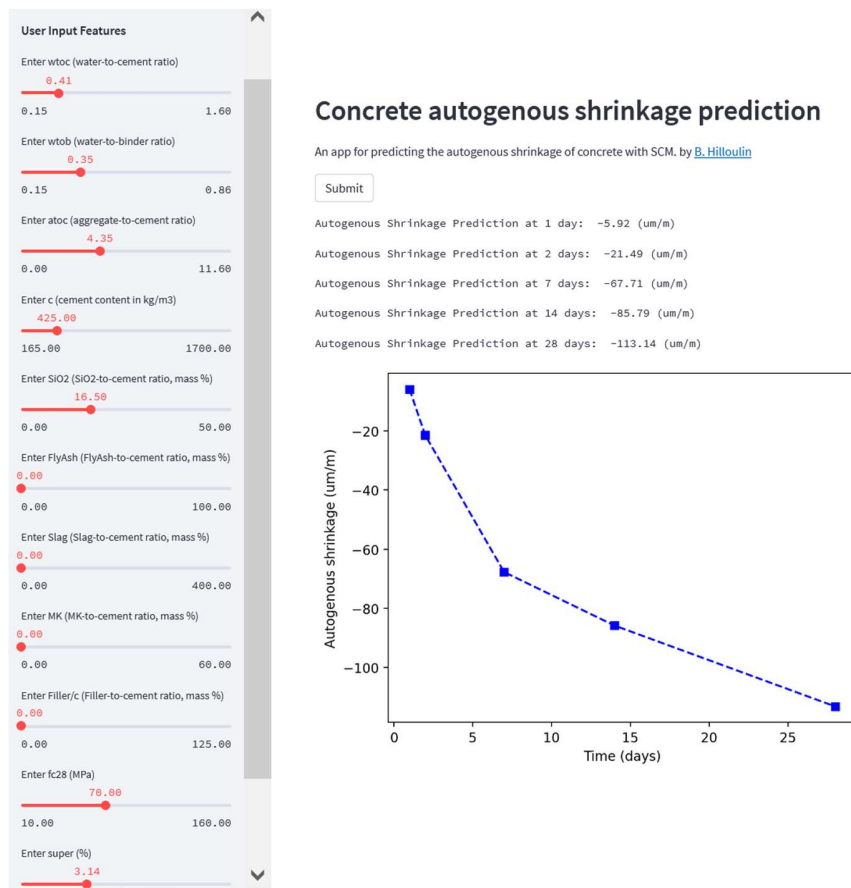 User Input Features
Enter wtoc (water-to-cement ratio)
0.41
0.15 1.60
Enter wtob (water-to-binder ratio)
0.35
0.15 0.86
Enter atoc (aggregate-to-cement ratio)
4.35
0.00 11.60
Enter c (cement content in kg/m3)
425.00
165.00 1700.00
Enter SiO2 (SiO2-to-cement ratio, mass %)
16.50
0.00 50.00
Enter FlyAsh (FlyAsh-to-cement ratio, mass %)
0.00
0.00 100.00
Enter Slag (Slag-to-cement ratio, mass %)
0.00
0.00 400.00
Enter MK (MK-to-cement ratio, mass %)
0.00
0.00 60.00
Enter Filler/c (Filler-to-cement ratio, mass %)
0.00
0.00 125.00
Enter fc28 (MPa)
70.00
10.00 160.00
Enter super (%)
3.14
Concrete autogenous shrinkage prediction
An app for predicting the autogenous shrinkage of concrete with SCM. by B. Hilloulin
Submit
Autogenous Shrinkage Prediction at 1 day: -5.92 (um/m)
Autogenous Shrinkage Prediction at 2 days: -21.49 (um/m)
Autogenous Shrinkage Prediction at 7 days: -67.71 (um/m)
Autogenous Shrinkage Prediction at 14 days: -85.79 (um/m)
Autogenous Shrinkage Prediction at 28 days: -113.14 (um/m)
Autogenous shrinkage (um/m)
−20
−40
−60
−80
−100
0 5 10 15 20 25
Time (days)